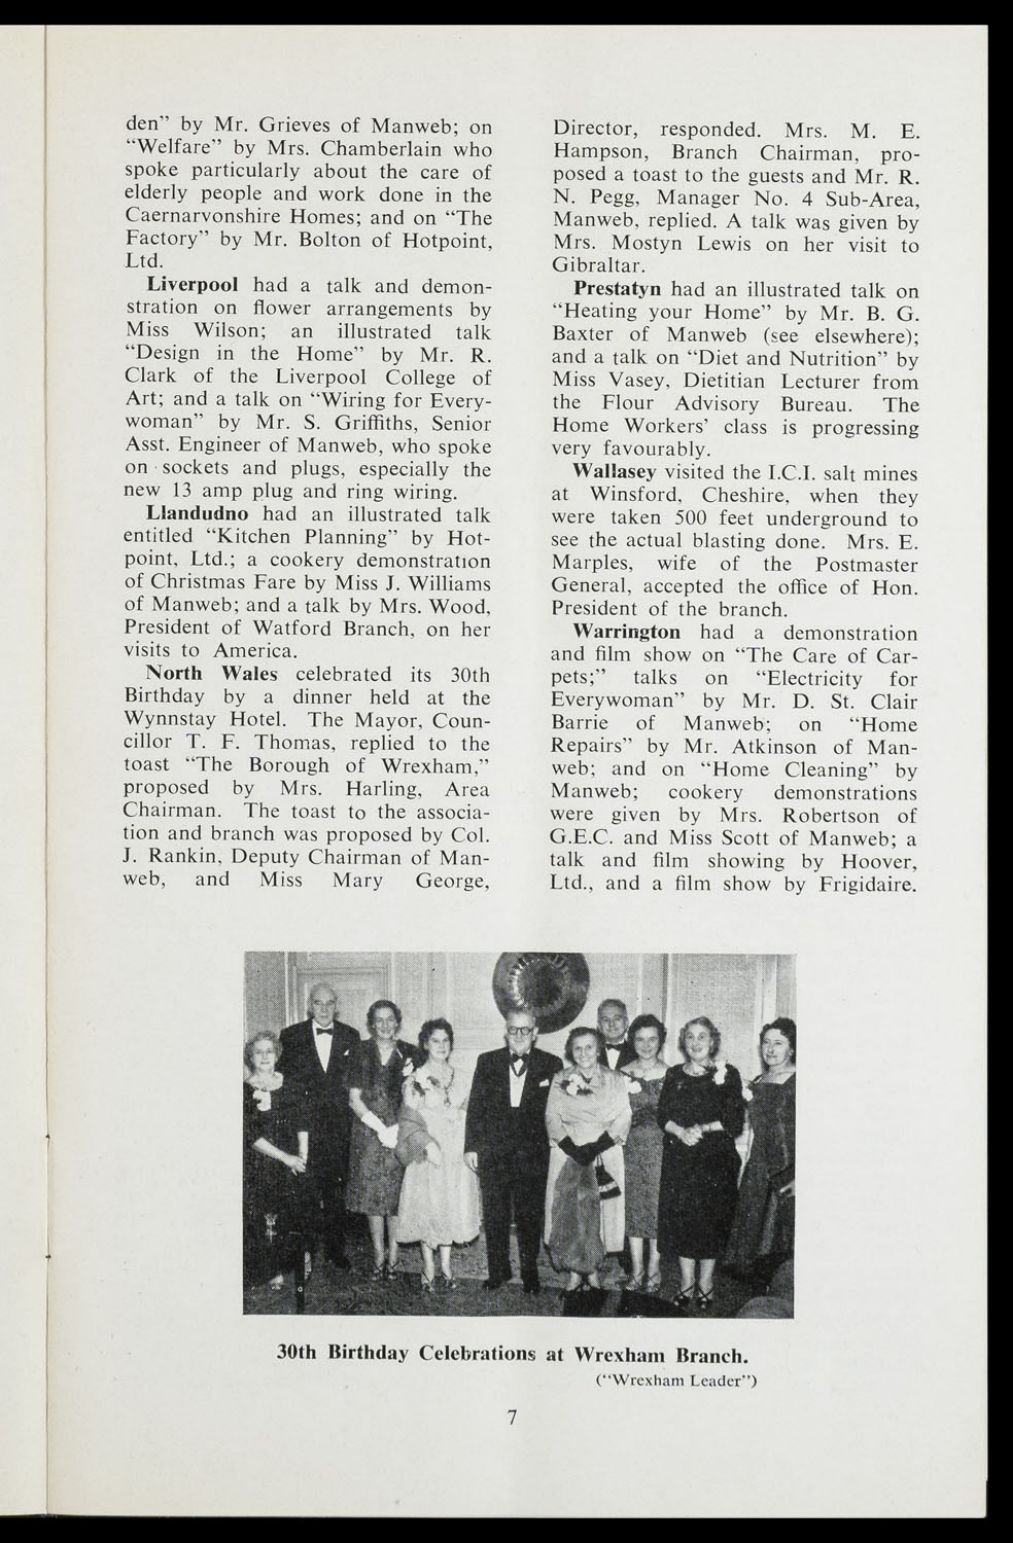 den” by Mr. Grieves of Manweb; on
“Welfare” by Mrs. Chamberlain who
spoke particularly about the care of
elderly people and work done in the
Caernarvonshire Homes; and on “The
Factory” by Mr. Bolton of Hotpoint,
Ltd.
Liverpool had a talk and demon-
stration on flower arrangements by
Miss Wilson; an illustrated talk
“Design in the Home” by Mr. R.
Clark of the Liverpool College of
Art; and a talk on “Wiring for Every-
woman” by Mr. S. Griffiths, Senior
Asst. Engineer of Manweb, who spoke
on sockets and plugs, especially the
new 13 amp plug and ring wiring.
Llandudno had an illustrated talk
entitled “Kitchen Planning” by Hot-
point, Ltd.; a cookery demonstration
of Christmas Fare by Miss J. Williams
of Manweb; and a talk by Mrs. Wood,
President of Watford Branch, on her
visits to America.
North Wales celebrated its 30th
Birthday by a dinner held at the
Wynnstay Hotel. The Mayor, Coun-
cillor T. F. Thomas, replied to the
toast “The Borough of Wrexham,”
proposed by Mrs. Harling, Area
Chairman. The toast to the associa-
tion and branch was proposed by Col.
J. Rankin, Deputy Chairman of Man-
web, and Miss Mary George,
Director, responded. Mrs. M. E.
Hampson, Branch Chairman, pro-
posed a toast to the guests and Mr. R.
N. Pegg, Manager No. 4 Sub-Area,
Manweb, replied. A talk was given by
Mrs. Mostyn Lewis on her visit to
Gibraltar.
Prestatyn had an illustrated talk on
“Heating your Home” by Mr. B. G.
Baxter of Manweb (see elsewhere);
and a talk on “Diet and Nutrition” by
Miss Vasey, Dietitian Lecturer from
the Flour Advisory Bureau. The
Home Workers’ class is progressing
very favourably.
Wallasey visited the I.C.I. salt mines
at Winsford, Cheshire, when they
were taken 500 feet underground to
see the actual blasting done. Mrs. E.
Marples, wife of the Postmaster
General, accepted the office of Hon.
President of the branch.
Warrington had a demonstration
and film show on “The Care of Car-
pets;” talks on “Electricity for
Everywoman” by Mr. D. St. Clair
Barrie of Manweb; on “Home
Repairs” by Mr. Atkinson of Man-
web; and on “Home Cleaning” by
Manweb; cookery demonstrations
were given by Mrs. Robertson of
G.E.C. and Miss Scott of Manweb; a
talk and film showing by Hoover,
Ltd., and a film show by Frigidaire.
30th Birthday Celebrations at Wrexham Branch.
(“Wrexham Leader”)
7